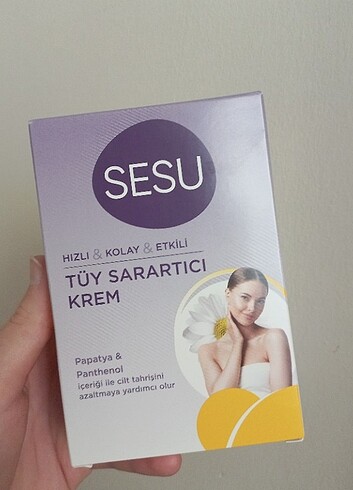 SESU
HIZLI & KOLAY & ETKİLİ
TÜY SARARTICI
KREM
Papatya &
Panthenol
içeriği ile cilt tahrişini
azaltmaya yardımcı olur